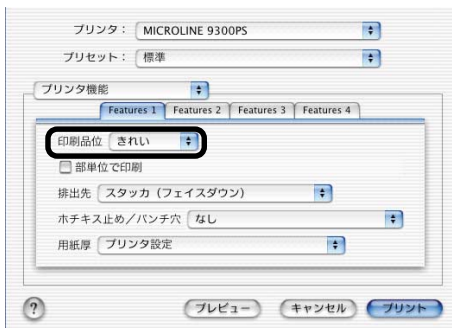 プリンタ： MICROLINE 9300PS
プリセット： 標準
プリンタ機能
Features 1 Features 2 Features 3 Features 4
印刷品位 きれい
部単位で印刷
排出先 スタッカ（フェイスダウン）
ホチキス止め／パンチ穴 なし
用紙厚 プリンタ設定
? プレビュー キャンセル プリント